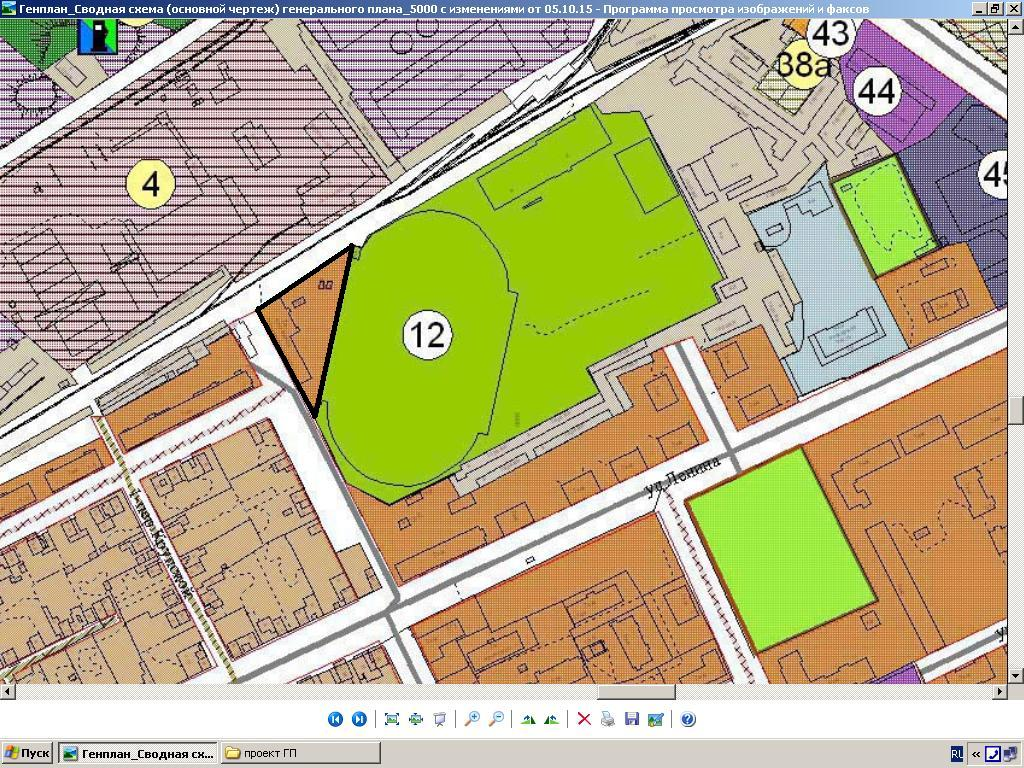 Генплан_Сводная схема (основной чертеж) генерального плана_5000 с изменениями от 05.10.15 - Программа просмотра изображений и факсов
43
38а
44
4
45
12
ул.Ленина
Пуск
Генплан_Сводная сх...
проект ГП
RL
«